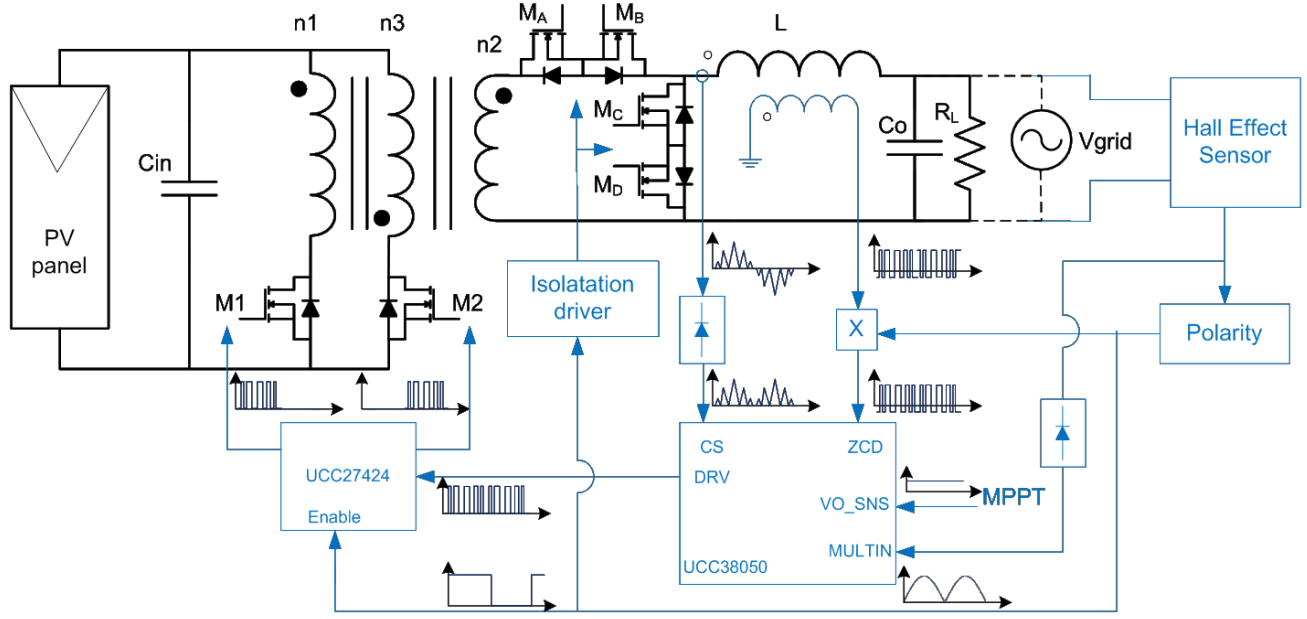 n1
n3
n2
MA
MB
L
PV
panel
Cin
MC
MD
Co
RL
Vgrid
Hall Effect
Sensor
M1
M2
Isolatation
driver
X
Polarity
UCC27424
Enable
CS
ZCD
DRV
VO_SNS
MPPT
MULTIN
UCC38050